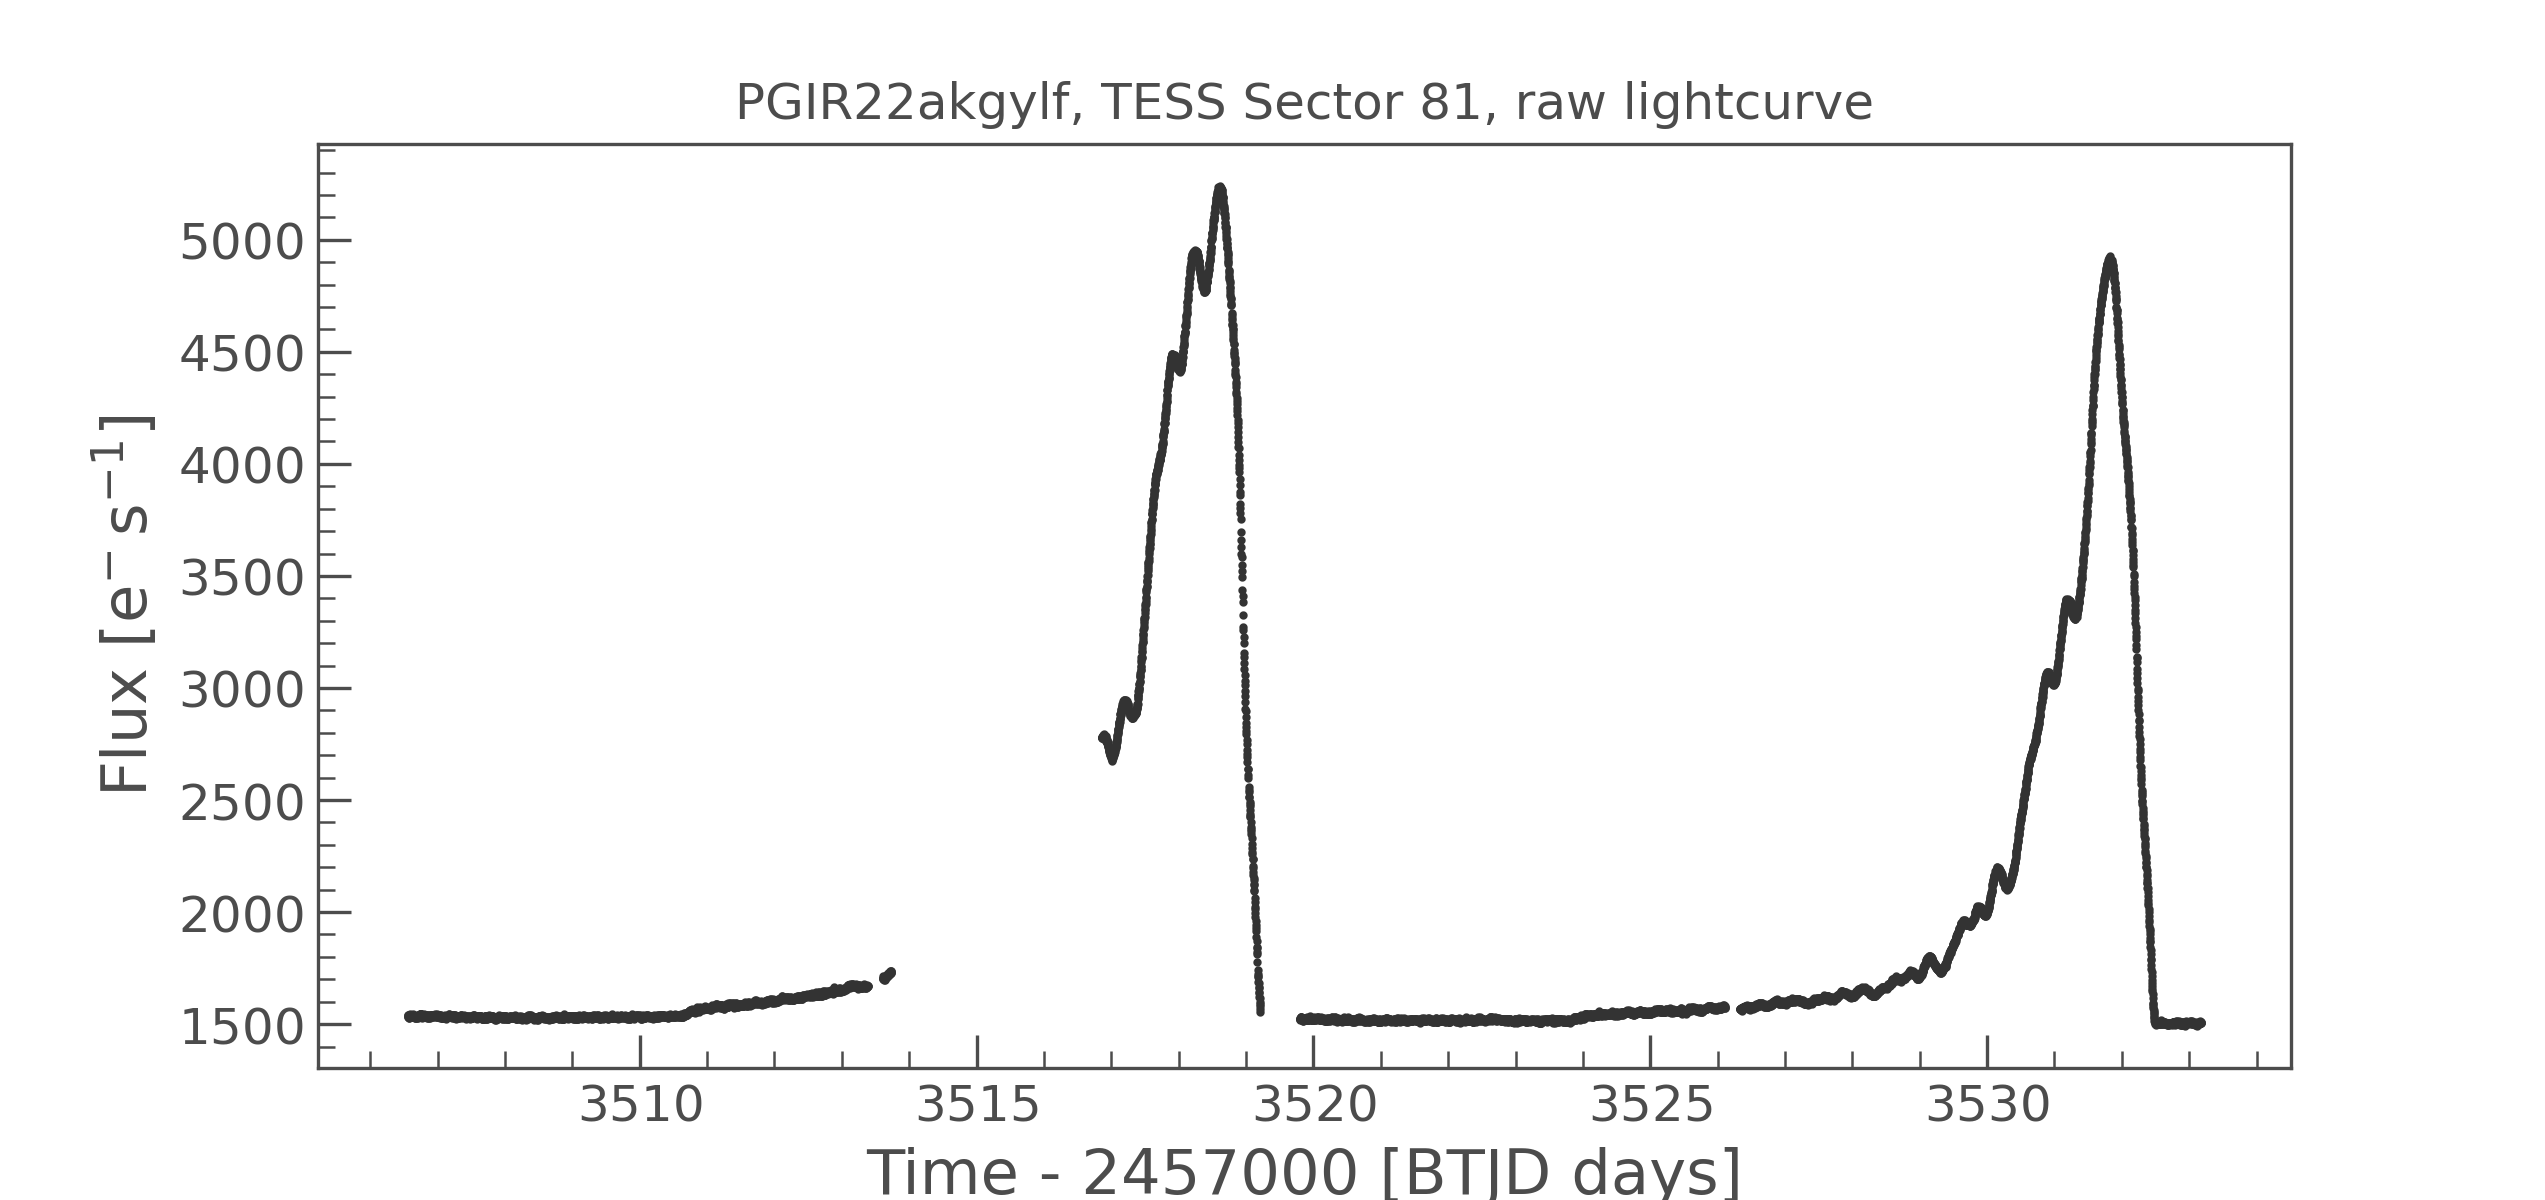 PGIR22akgylf, TESS Sector 81, raw lightcurve
Flux [e⁻ s⁻¹]
5000
4500
4000
3500
3000
2500
2000
1500
3510 3515 3520 3525 3530
Time - 2457000 [BTJD days]